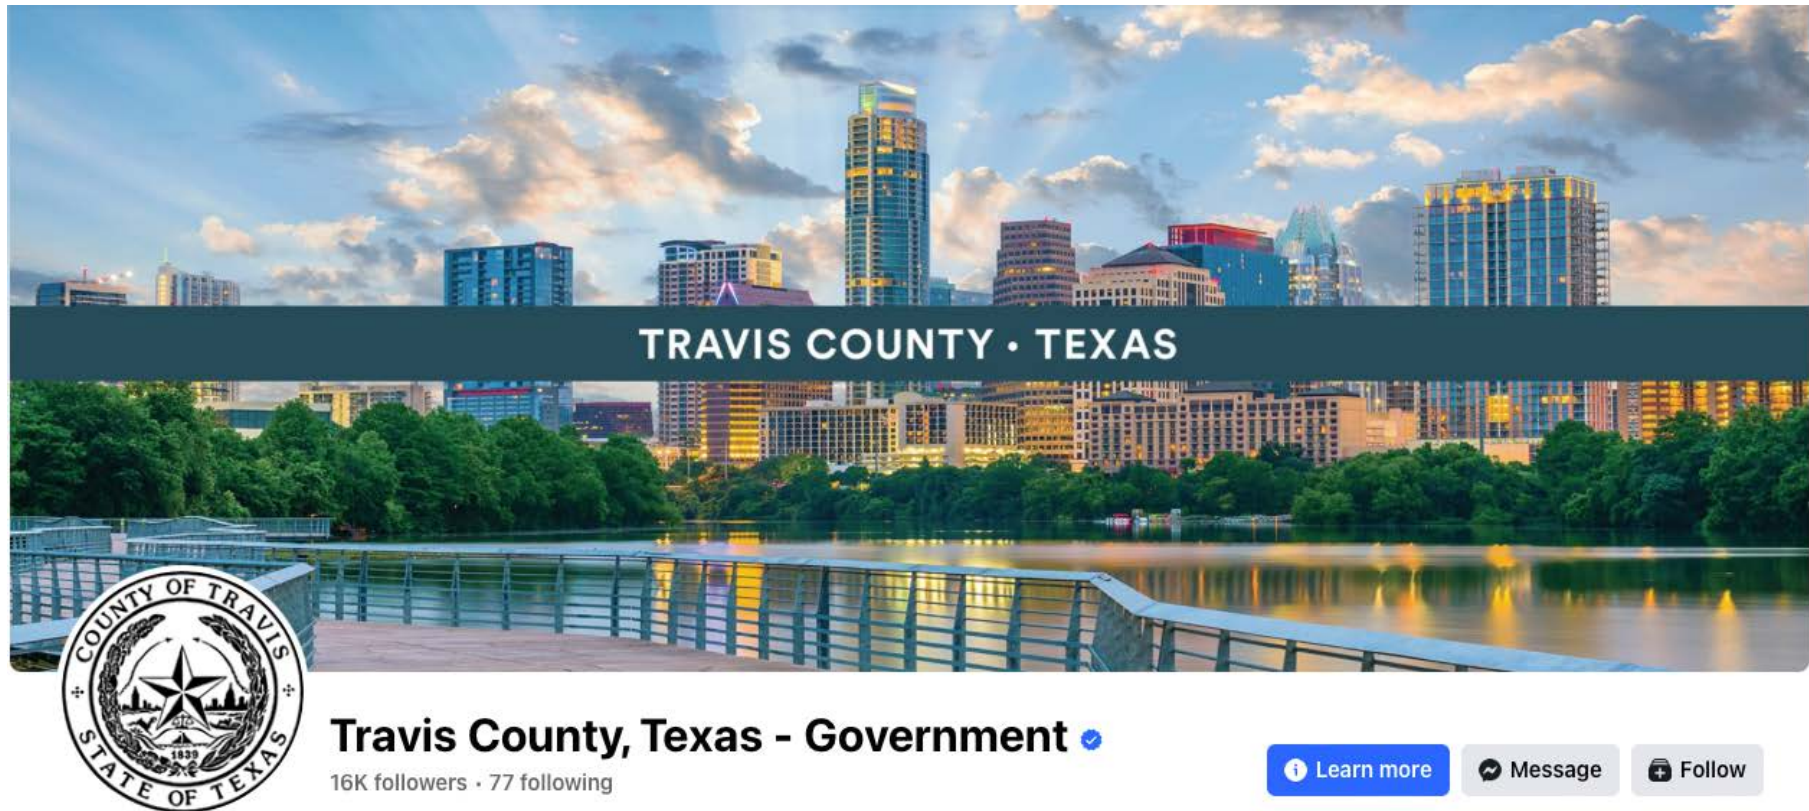 TRAVIS COUNTY · TEXAS
COUNTY OF TRAVIS
STATE OF TEXAS
1839
Travis County, Texas - Government
16K followers · 77 following
Learn more
Message
Follow